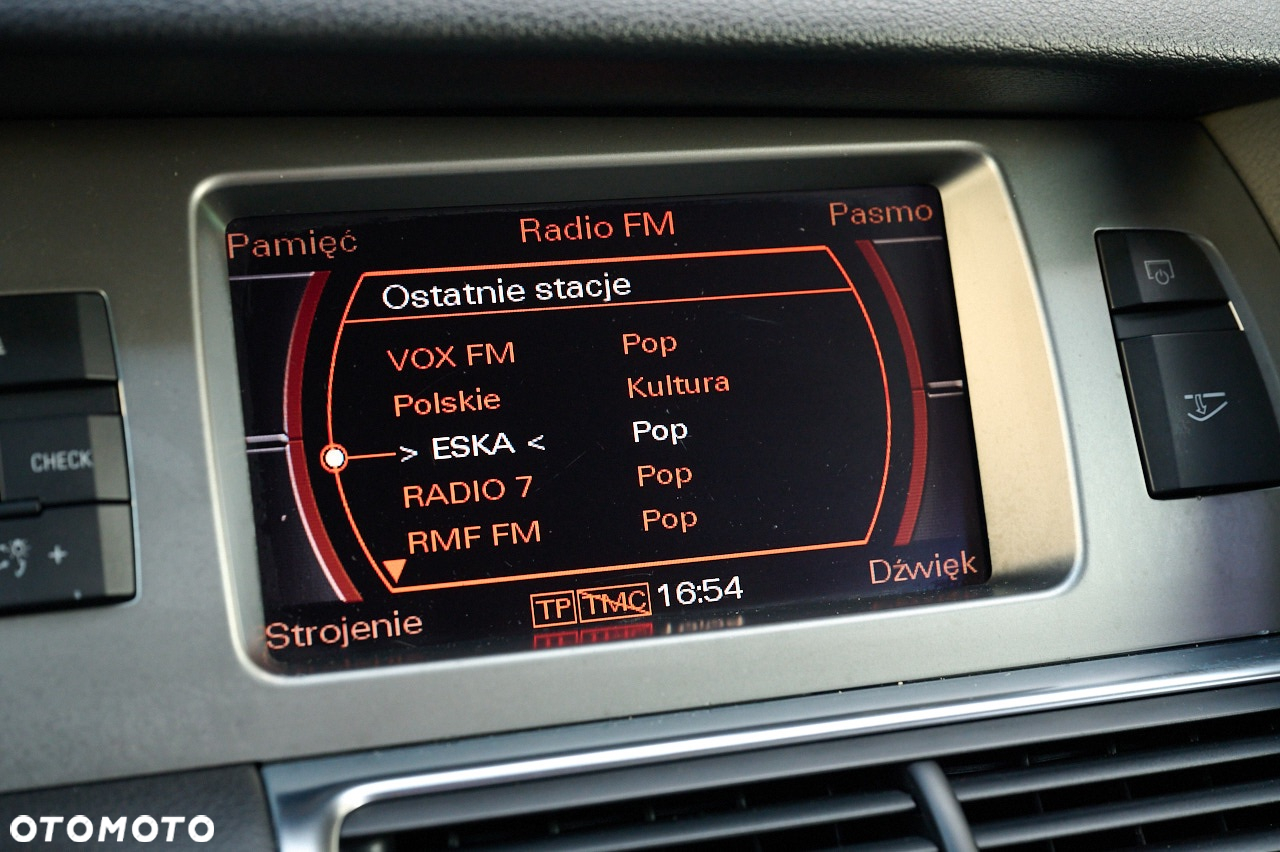 Pamięć Radio FM Pasmo
Ostatnie stacje
VOX FM Pop
Polskie Kultura
> ESKA < Pop
RADIO 7 Pop
RMF FM Pop
Strojenie TP TMC 16:54 Dźwięk
CHECK
OTOMOTO